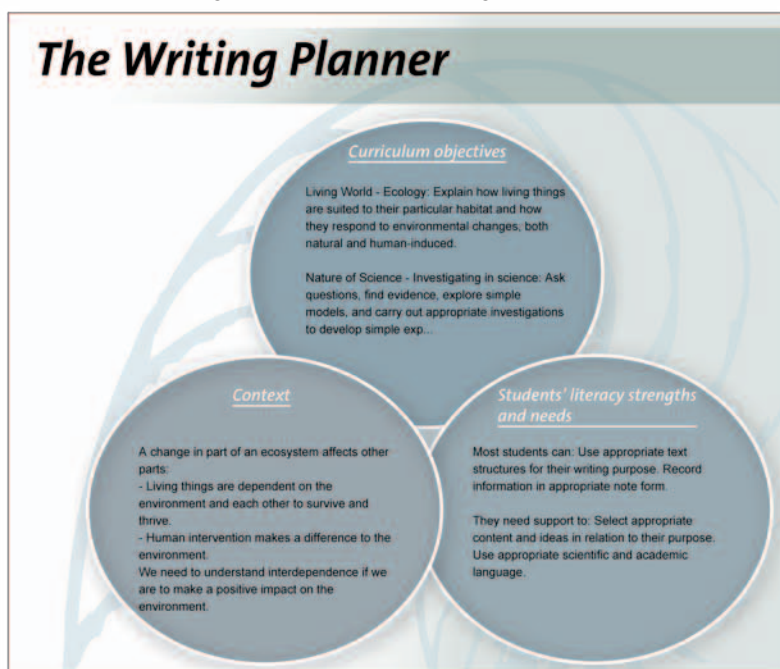 The Writing Planner
Curriculum objectives
Living World - Ecology: Explain how living things
are suited to their particular habitat and how
they respond to environmental changes, both
natural and human-induced.
Nature of Science - Investigating in science: Ask
questions, find evidence, explore simple
models, and carry out appropriate investigations
to develop simple exp...
Context
A change in part of an ecosystem affects other
parts:
- Living things are dependent on the
environment and each other to survive and
thrive.
- Human intervention makes a difference to the
environment.
We need to understand interdependence if we
are to make a positive impact on the
environment.
Students' literacy strengths
and needs
Most students can: Use appropriate text
structures for their writing purpose. Record
information in appropriate note form.
They need support to: Select appropriate
content and ideas in relation to their purpose.
Use appropriate scientific and academic
language.